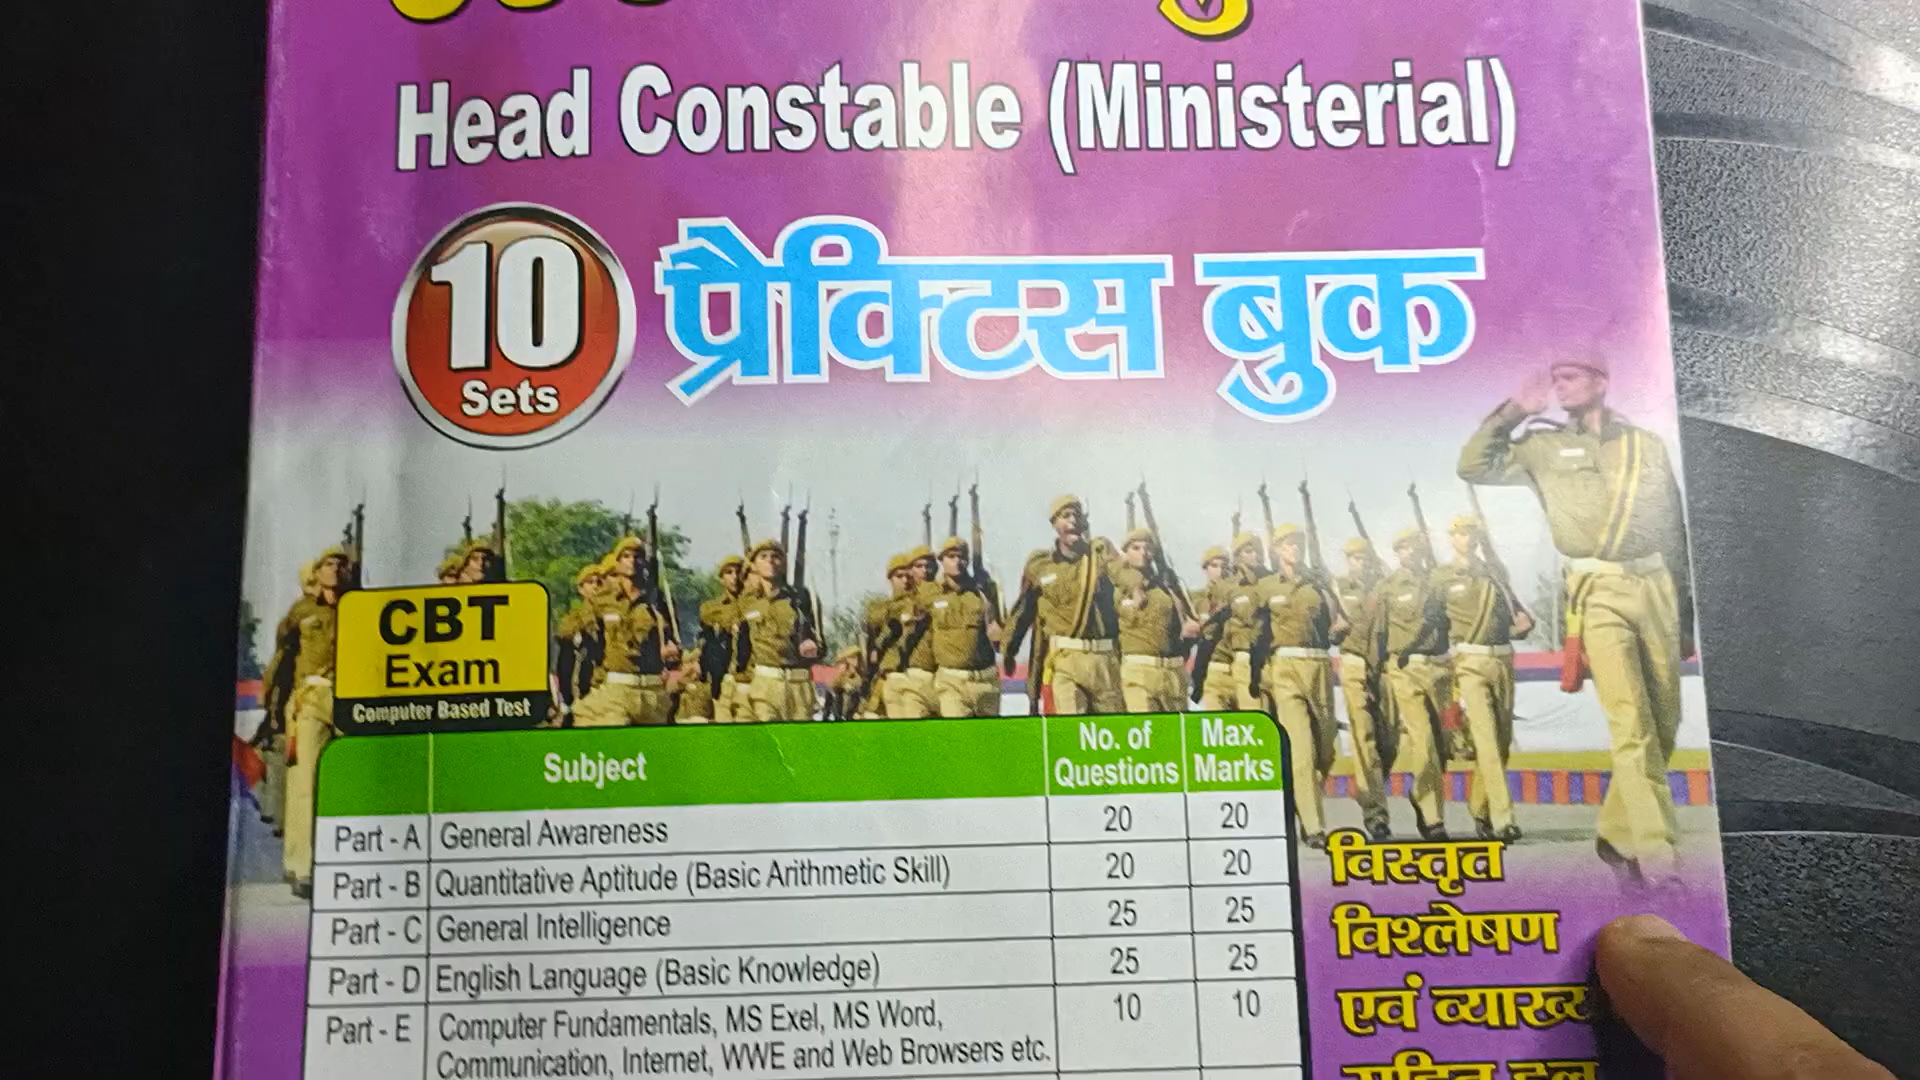 Head Constable (Ministerial)
10
Sets
प्रैक्टिस बुक
CBT
Exam
Computer Based Test
Subject No. of Questions Max. Marks
Part - A General Awareness 20 20
Part - B Quantitative Aptitude (Basic Arithmetic Skill) 20 20
Part - C General Intelligence 25 25
Part - D English Language (Basic Knowledge) 25 25
Part - E Computer Fundamentals, MS Exel, MS Word, 10 10
Communication, Internet, WWE and Web Browsers etc.
विस्तृत
विश्लेषण
एवं